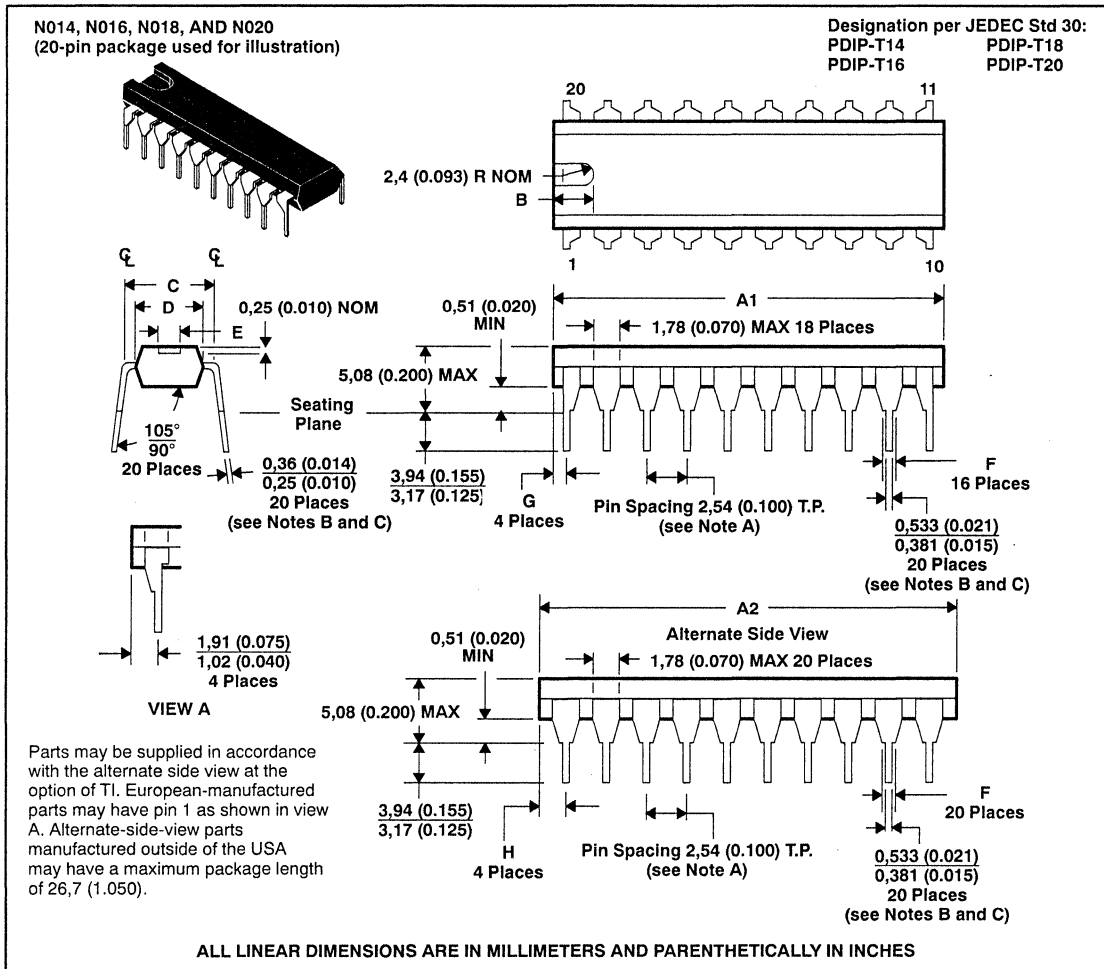 N014, N016, N018, AND N020
(20-pin package used for illustration)
Designation per JEDEC Std 30:
PDIP-T14 PDIP-T18
PDIP-T16 PDIP-T20
20 11
2,4 (0.093) R NOM
B
1 10
℄ ℄
C
D
0,25 (0.010) NOM
E
105°
90°
20 Places
0,36 (0.014)
0,25 (0.010)
20 Places
(see Notes B and C)
Seating
Plane
A1
0,51 (0.020)
MIN
1,78 (0.070) MAX 18 Places
5,08 (0.200) MAX
3,94 (0.155)
3,17 (0.125)
G
4 Places
Pin Spacing 2,54 (0.100) T.P.
(see Note A)
F
16 Places
0,533 (0.021)
0,381 (0.015)
20 Places
(see Notes B and C)
1,91 (0.075)
1,02 (0.040)
4 Places
VIEW A
A2
Alternate Side View
0,51 (0.020)
MIN
1,78 (0.070) MAX 20 Places
5,08 (0.200) MAX
3,94 (0.155)
3,17 (0.125)
H
4 Places
Pin Spacing 2,54 (0.100) T.P.
(see Note A)
F
20 Places
0,533 (0.021)
0,381 (0.015)
20 Places
(see Notes B and C)
Parts may be supplied in accordance
with the alternate side view at the
option of TI. European-manufactured
parts may have pin 1 as shown in view
A. Alternate-side-view parts
manufactured outside of the USA
may have a maximum package length
of 26,7 (1.050).
ALL LINEAR DIMENSIONS ARE IN MILLIMETERS AND PARENTHETICALLY IN INCHES